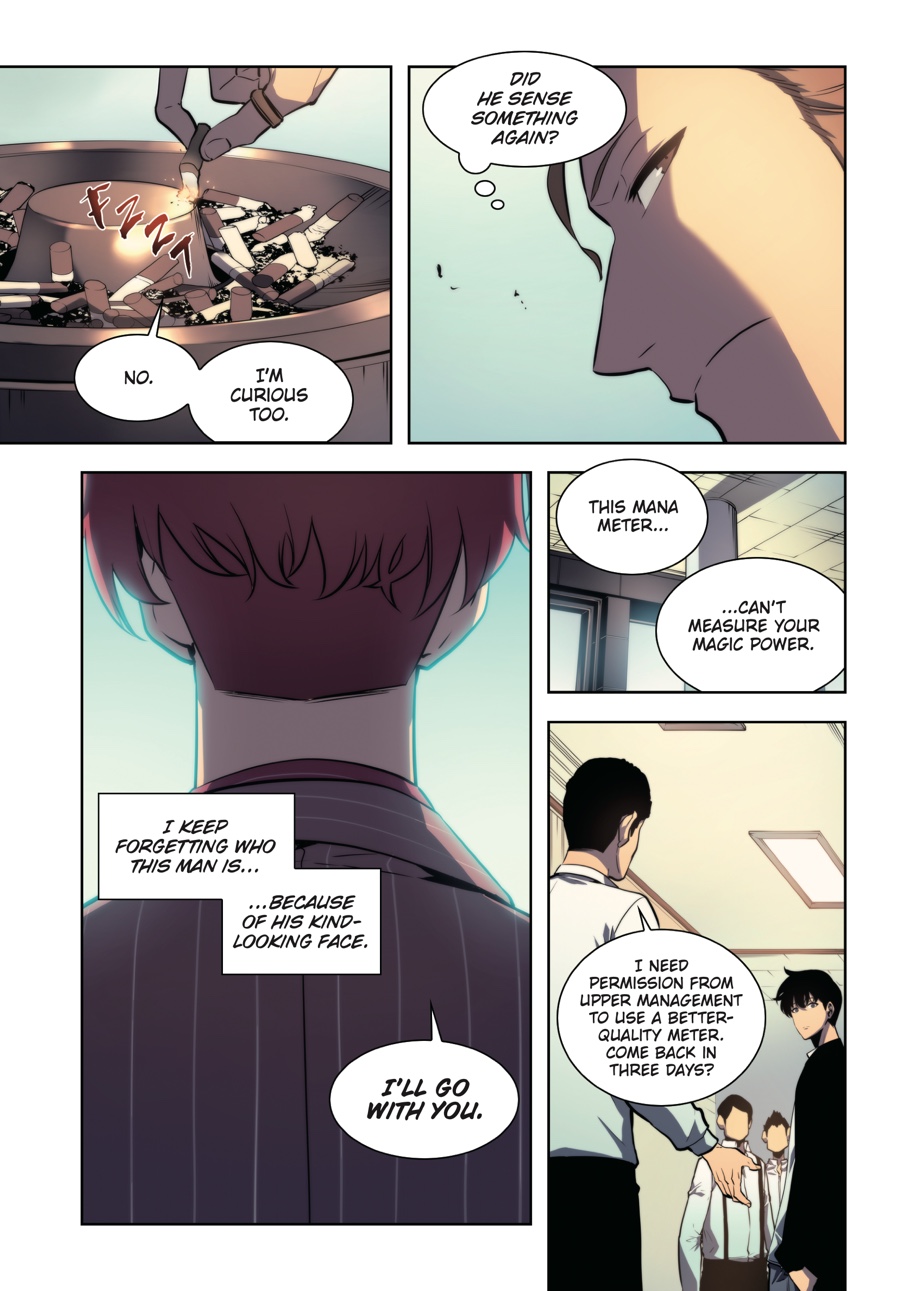 FZZT
NO.
I'M
CURIOUS
TOO.
DID
HE SENSE
SOMETHING
AGAIN?
I KEEP
FORGETTING WHO
THIS MAN IS...
...BECAUSE
OF HIS KIND-
LOOKING FACE.
I'LL GO
WITH YOU.
THIS MANA
METER...
...CAN'T
MEASURE YOUR
MAGIC POWER.
I NEED
PERMISSION FROM
UPPER MANAGEMENT
TO USE A BETTER-
QUALITY METER.
COME BACK IN
THREE DAYS?